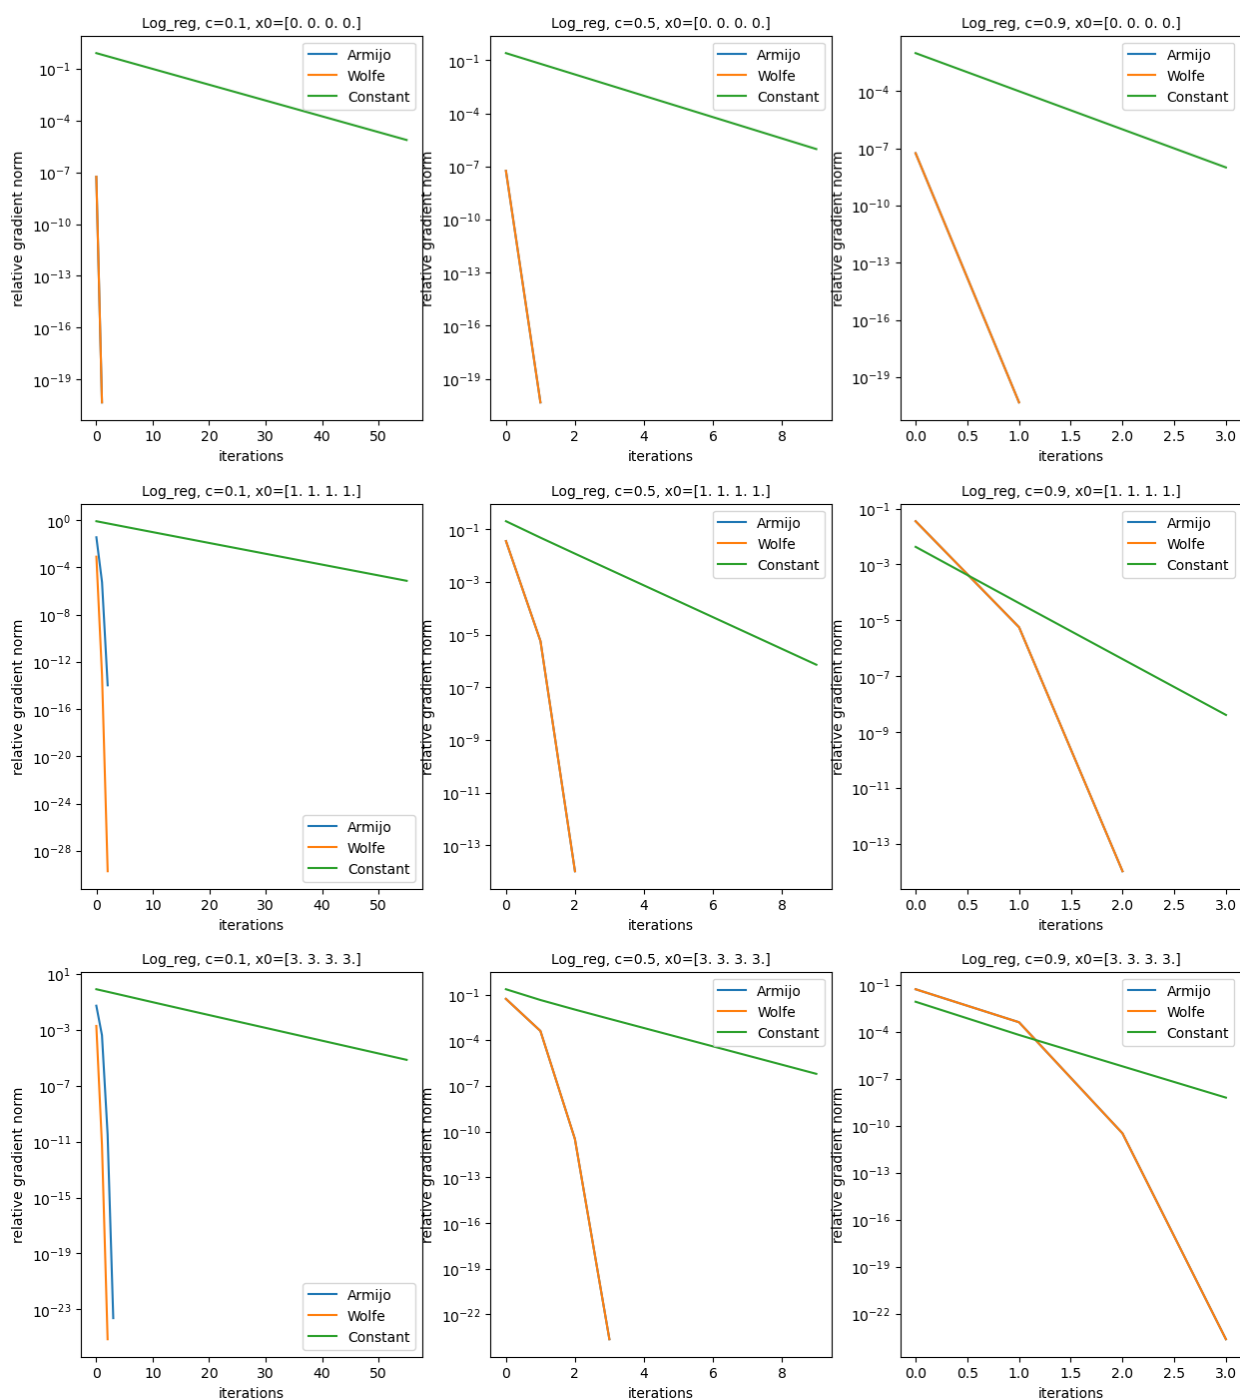 Log_reg, c=0.1, x0=[0. 0. 0. 0.]
relative gradient norm
10⁻¹
10⁻⁴
10⁻⁷
10⁻¹⁰
10⁻¹³
10⁻¹⁶
10⁻¹⁹
Armijo
Wolfe
Constant
0 10 20 30 40 50
iterations
Log_reg, c=0.5, x0=[0. 0. 0. 0.]
relative gradient norm
10⁻¹
10⁻⁴
10⁻⁷
10⁻¹⁰
10⁻¹³
10⁻¹⁶
10⁻¹⁹
Armijo
Wolfe
Constant
0 2 4 6 8
iterations
Log_reg, c=0.9, x0=[0. 0. 0. 0.]
relative gradient norm
10⁻⁴
10⁻⁷
10⁻¹⁰
10⁻¹³
10⁻¹⁶
10⁻¹⁹
Armijo
Wolfe
Constant
0.0 0.5 1.0 1.5 2.0 2.5 3.0
iterations
Log_reg, c=0.1, x0=[1. 1. 1. 1.]
relative gradient norm
10⁰
10⁻⁴
10⁻⁸
10⁻¹²
10⁻¹⁶
10⁻²⁰
10⁻²⁴
10⁻²⁸
Armijo
Wolfe
Constant
0 10 20 30 40 50
iterations
Log_reg, c=0.5, x0=[1. 1. 1. 1.]
relative gradient norm
10⁻¹
10⁻³
10⁻⁵
10⁻⁷
10⁻⁹
10⁻¹¹
10⁻¹³
Armijo
Wolfe
Constant
0 2 4 6 8
iterations
Log_reg, c=0.9, x0=[1. 1. 1. 1.]
relative gradient norm
10⁻¹
10⁻³
10⁻⁵
10⁻⁷
10⁻⁹
10⁻¹¹
10⁻¹³
Armijo
Wolfe
Constant
0.0 0.5 1.0 1.5 2.0 2.5 3.0
iterations
Log_reg, c=0.1, x0=[3. 3. 3. 3.]
relative gradient norm
10¹
10⁻³
10⁻⁷
10⁻¹¹
10⁻¹⁵
10⁻¹⁹
10⁻²³
Armijo
Wolfe
Constant
0 10 20 30 40 50
iterations
Log_reg, c=0.5, x0=[3. 3. 3. 3.]
relative gradient norm
10⁻¹
10⁻⁴
10⁻⁷
10⁻¹⁰
10⁻¹³
10⁻¹⁶
10⁻¹⁹
10⁻²²
Armijo
Wolfe
Constant
0 2 4 6 8
iterations
Log_reg, c=0.9, x0=[3. 3. 3. 3.]
relative gradient norm
10⁻¹
10⁻⁴
10⁻⁷
10⁻¹⁰
10⁻¹³
10⁻¹⁶
10⁻¹⁹
10⁻²²
Armijo
Wolfe
Constant
0.0 0.5 1.0 1.5 2.0 2.5 3.0
iterations